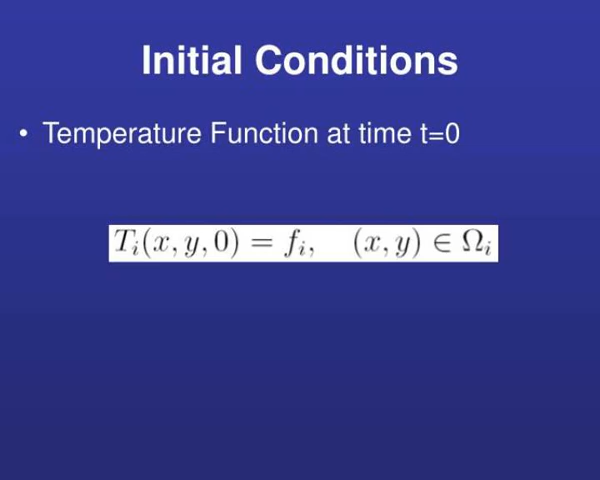 Initial Conditions
• Temperature Function at time t=0
T_i(x, y, 0) = f_i,   (x, y) ∈ Ω_i